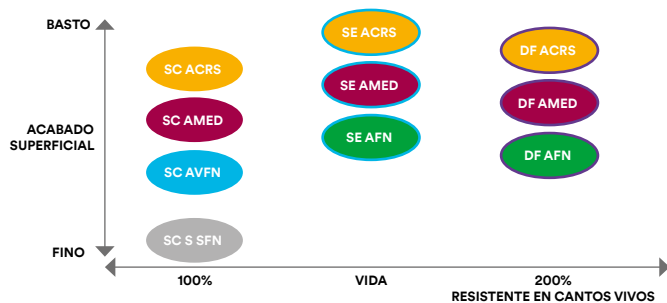 BASTO
ACABADO
SUPERFICIAL
FINO
SC ACRS
SC AMED
SC AVFN
SC S SFN
SE ACRS
SE AMED
SE AFN
DF ACRS
DF AMED
DF AFN
100%
VIDA
200%
RESISTENTE EN CANTOS VIVOS